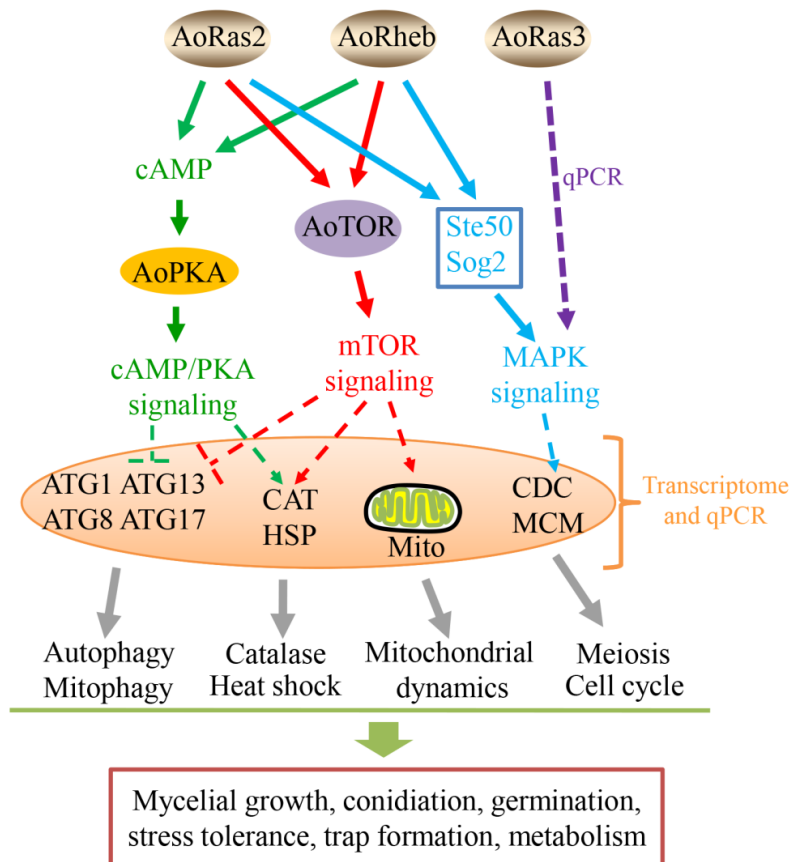 AoRas2 AoRheb AoRas3
qPCR
cAMP
AoTOR
Ste50
Sog2
AoPKA
mTOR
signaling
MAPK
signaling
cAMP/PKA
signaling
ATG1 ATG13
ATG8 ATG17
CAT
HSP
Mito
CDC
MCM
Transcriptome
and qPCR
Autophagy
Mitophagy
Catalase
Heat shock
Mitochondrial
dynamics
Meiosis
Cell cycle
Mycelial growth, conidiation, germination,
stress tolerance, trap formation, metabolism